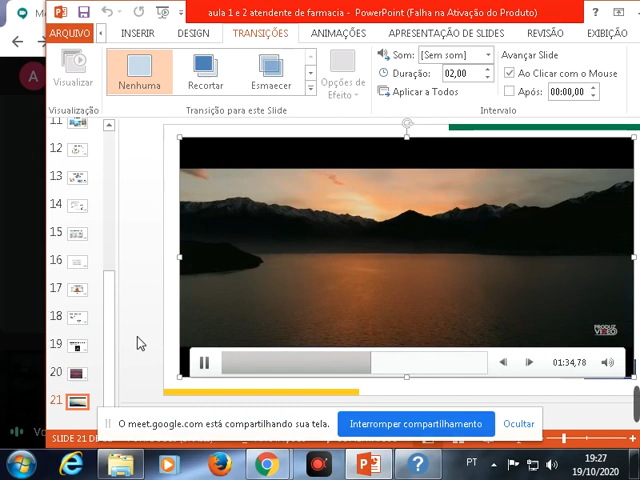 aula 1 e 2 atendente de farmacia - PowerPoint (Falha na Ativação do Produto)
ARQUIVO INSERIR DESIGN TRANSIÇÕES ANIMAÇÕES APRESENTAÇÃO DE SLIDES REVISÃO EXIBIÇÃO
A
Visualizar
Nenhuma Recortar Esmaecer
Opções de
Efeito
Som: [Sem som]
Duração: 02,00
Aplicar a Todos
Avançar Slide
Ao Clicar com o Mouse
Após: 00:00,00
Visualização Transição para este Slide Intervalo
11
12
13
14
15
16
17
18
19
20
21
PRODUZ
VÍDEO
01:34,78
O meet.google.com está compartilhando sua tela. Interromper compartilhamento Ocultar
SLIDE 21 DE
PT
19:27
19/10/2020